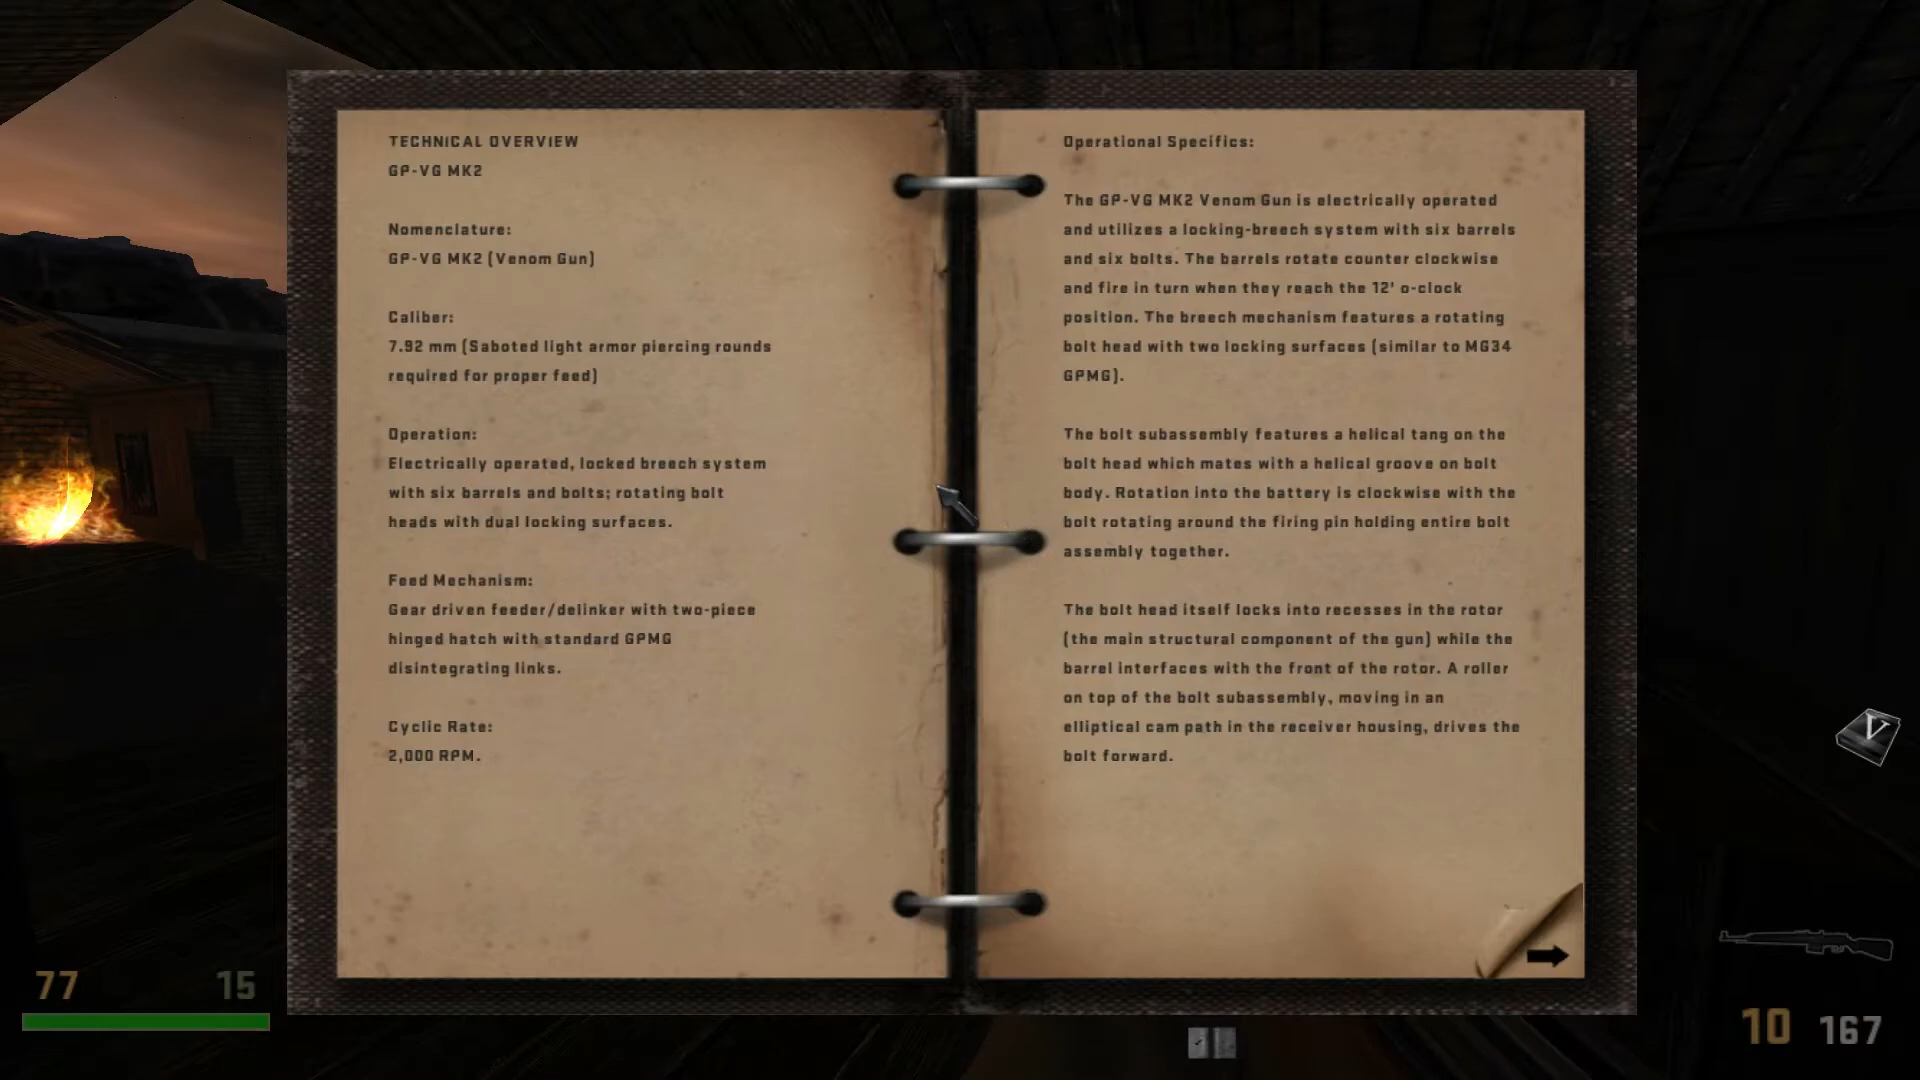 TECHNICAL OVERVIEW
GP-VG MK2
Nomenclature:
GP-VG MK2 (Venom Gun)
Caliber:
7.92 mm (Saboted light armor piercing rounds
required for proper feed)
Operation:
Electrically operated, locked breech system
with six barrels and bolts; rotating bolt
heads with dual locking surfaces.
Feed Mechanism:
Gear driven feeder/delinker with two-piece
hinged hatch with standard GPMG
disintegrating links.
Cyclic Rate:
2,000 RPM.
Operational Specifics:
The GP-VG MK2 Venom Gun is electrically operated
and utilizes a locking-breech system with six barrels
and six bolts. The barrels rotate counter clockwise
and fire in turn when they reach the 12' o-clock
position. The breech mechanism features a rotating
bolt head with two locking surfaces (similar to MG34
GPMG).
The bolt subassembly features a helical tang on the
bolt head which mates with a helical groove on bolt
body. Rotation into the battery is clockwise with the
bolt rotating around the firing pin holding entire bolt
assembly together.
The bolt head itself locks into recesses in the rotor
(the main structural component of the gun) while the
barrel interfaces with the front of the rotor. A roller
on top of the bolt subassembly, moving in an
elliptical cam path in the receiver housing, drives the
bolt forward.
V
77 15
10 167